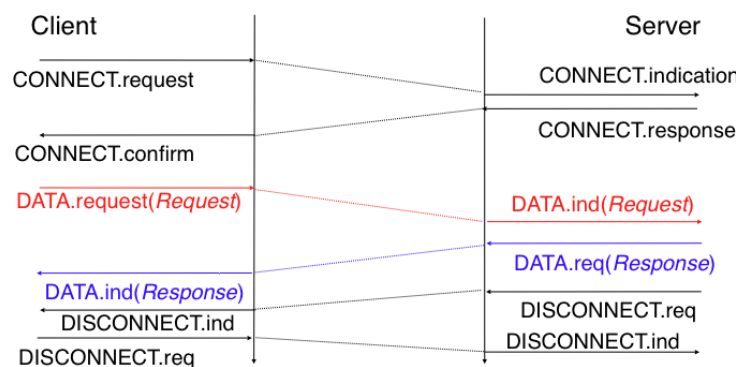 Client
Server
CONNECT.request
CONNECT.indication
CONNECT.response
CONNECT.confirm
DATA.request(Request)
DATA.ind(Request)
DATA.req(Response)
DATA.ind(Response)
DISCONNECT.req
DISCONNECT.ind
DISCONNECT.ind
DISCONNECT.req